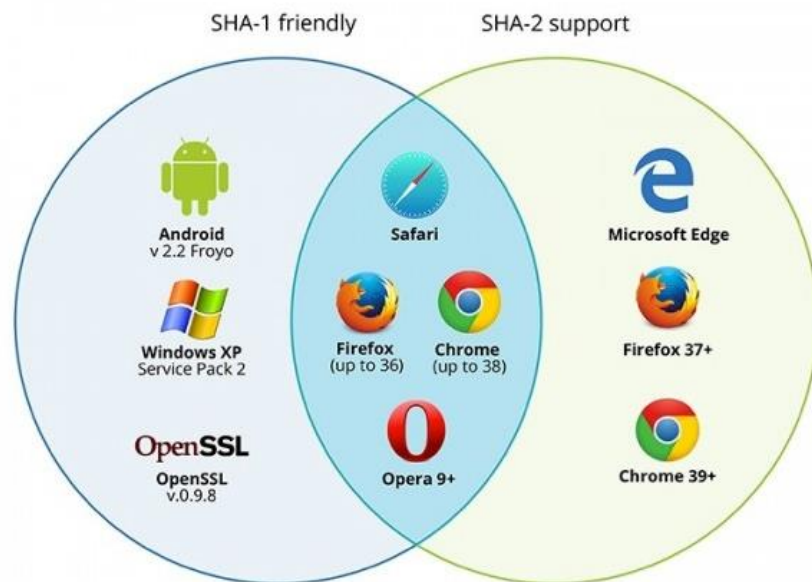 SHA-1 friendly
SHA-2 support
Android
v 2.2 Froyo
Safari
Microsoft Edge
Windows XP
Service Pack 2
Firefox
(up to 36)
Chrome
(up to 38)
Firefox 37+
OpenSSL
OpenSSL
v.0.9.8
Opera 9+
Chrome 39+